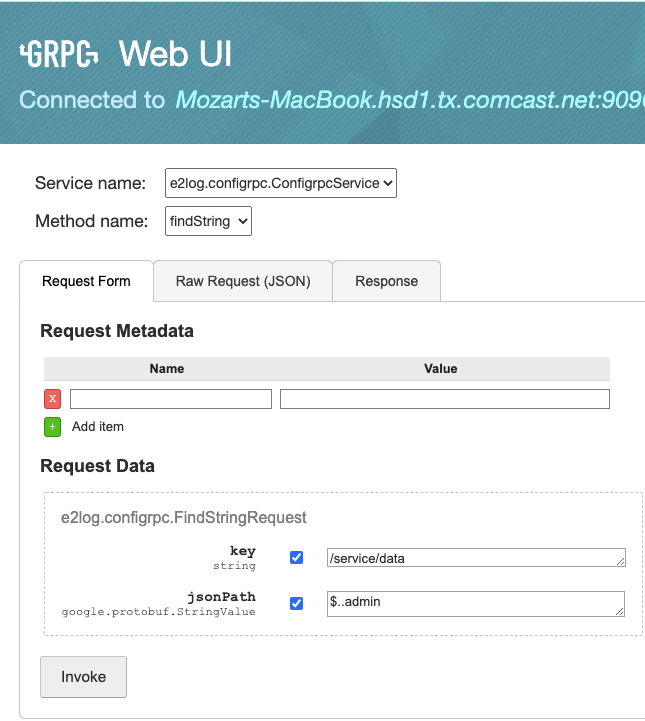 GRPC Web UI
Connected to Mozarts-MacBook.hsd1.tx.comcast.net:9090
Service name: e2log.configrpc.ConfigrpcService
Method name: findString
Request Form Raw Request (JSON) Response
Request Metadata
Name Value
X
+ Add item
Request Data
e2log.configrpc.FindStringRequest
key
string
/service/data
jsonPath
google.protobuf.StringValue
$..admin
Invoke